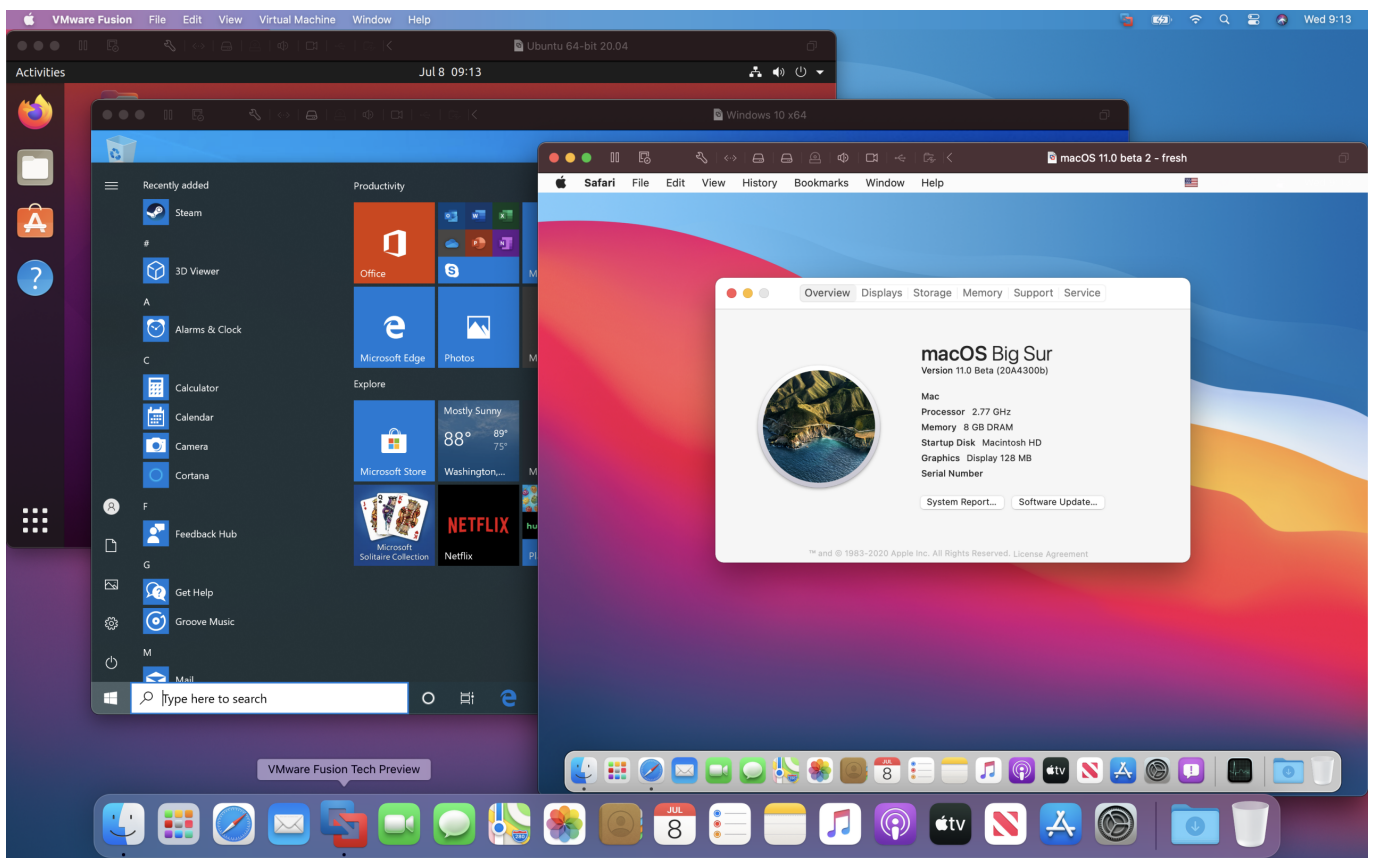 VMware Fusion File Edit View Virtual Machine Window Help Wed 9:13
Ubuntu 64-bit 20.04
Activities Jul 8 09:13
Windows 10 x64
macOS 11.0 beta 2 - fresh
Safari File Edit View History Bookmarks Window Help
Recently added
Steam
#
3D Viewer
A
Alarms & Clock
C
Calculator
Calendar
Camera
Cortana
F
Feedback Hub
G
Get Help
Groove Music
M
Mail
Productivity
Office
M
Microsoft Edge
Photos
M
Explore
Microsoft Store
Mostly Sunny
88° 89°
75°
Washington,...
M
Microsoft
Solitaire Collection
NETFLIX
Netflix
hu
Pl
Type here to search
Overview Displays Storage Memory Support Service
macOS Big Sur
Version 11.0 Beta (20A4300b)
Mac
Processor 2.77 GHz
Memory 8 GB DRAM
Startup Disk Macintosh HD
Graphics Display 128 MB
Serial Number
System Report... Software Update...
™ and © 1983-2020 Apple Inc. All Rights Reserved. License Agreement
JUL
8
tv
VMware Fusion Tech Preview
JUL
8
tv